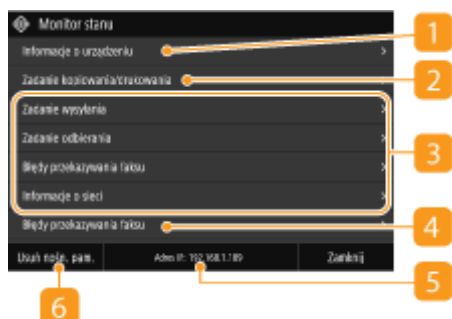 Monitor stanu
Informacje o urządzeniu
1
Zadanie kopiowania/drukowania
2
Zadanie wysyłania
Zadanie odbierania
Błędy przekazywania faksu
Informacje o sieci
3
Błędy przekazywania faksu
4
Usuń nośn. pam.
Adres IP: 192.168.1.189
Zamknij
5
6